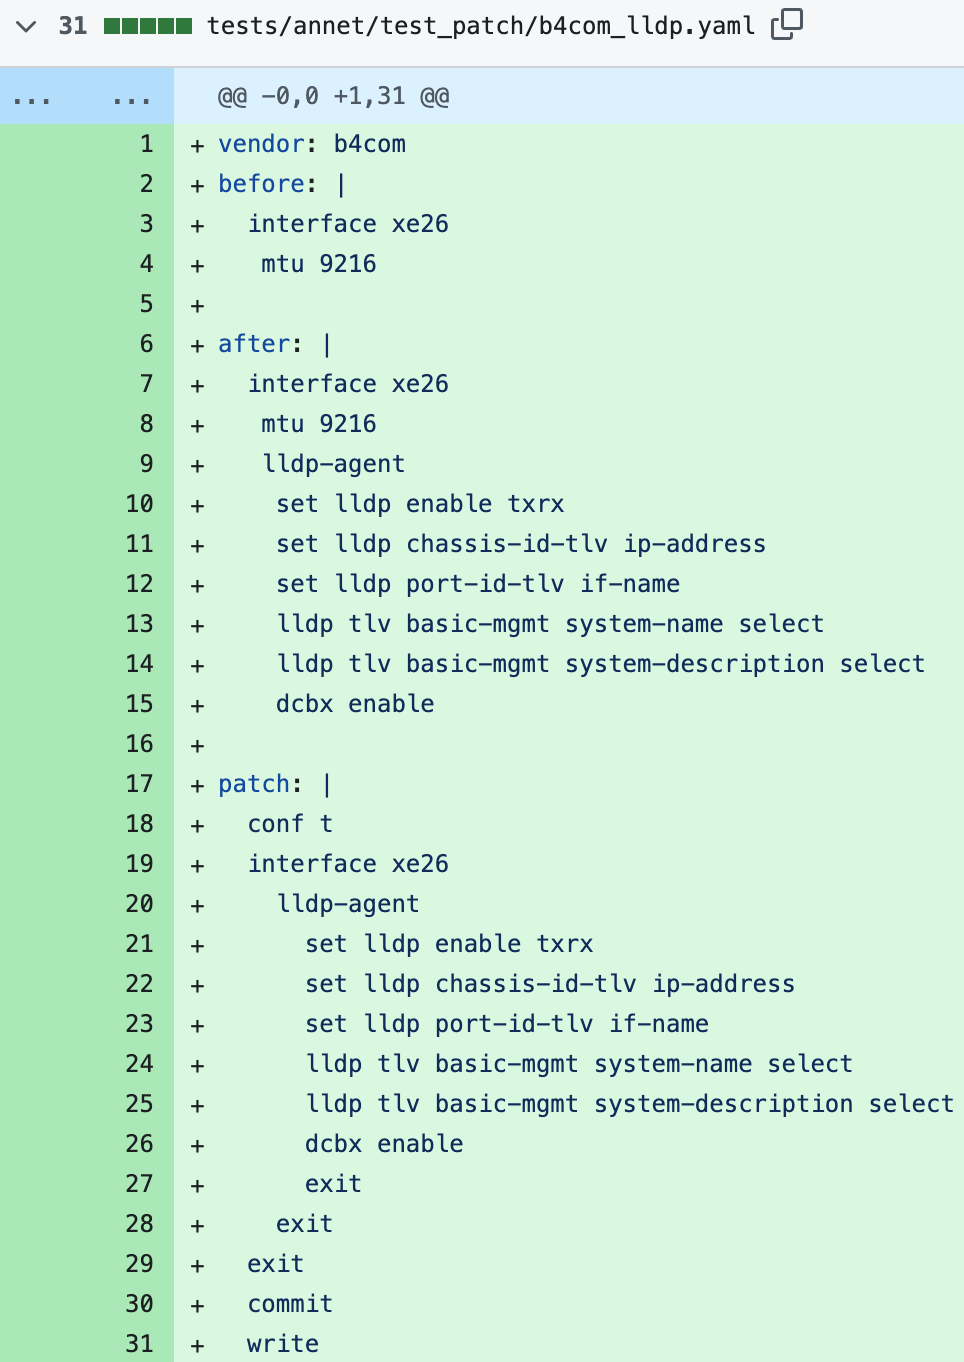 31 tests/annet/test_patch/b4com_lldp.yaml
... ... @@ -0,0 +1,31 @@
1 + vendor: b4com
2 + before: |
3 +   interface xe26
4 +    mtu 9216
5 +
6 + after: |
7 +   interface xe26
8 +    mtu 9216
9 +    lldp-agent
10 +     set lldp enable txrx
11 +     set lldp chassis-id-tlv ip-address
12 +     set lldp port-id-tlv if-name
13 +     lldp tlv basic-mgmt system-name select
14 +     lldp tlv basic-mgmt system-description select
15 +     dcbx enable
16 +
17 + patch: |
18 +   conf t
19 +   interface xe26
20 +     lldp-agent
21 +       set lldp enable txrx
22 +       set lldp chassis-id-tlv ip-address
23 +       set lldp port-id-tlv if-name
24 +       lldp tlv basic-mgmt system-name select
25 +       lldp tlv basic-mgmt system-description select
26 +       dcbx enable
27 +       exit
28 +     exit
29 +   exit
30 +   commit
31 +   write